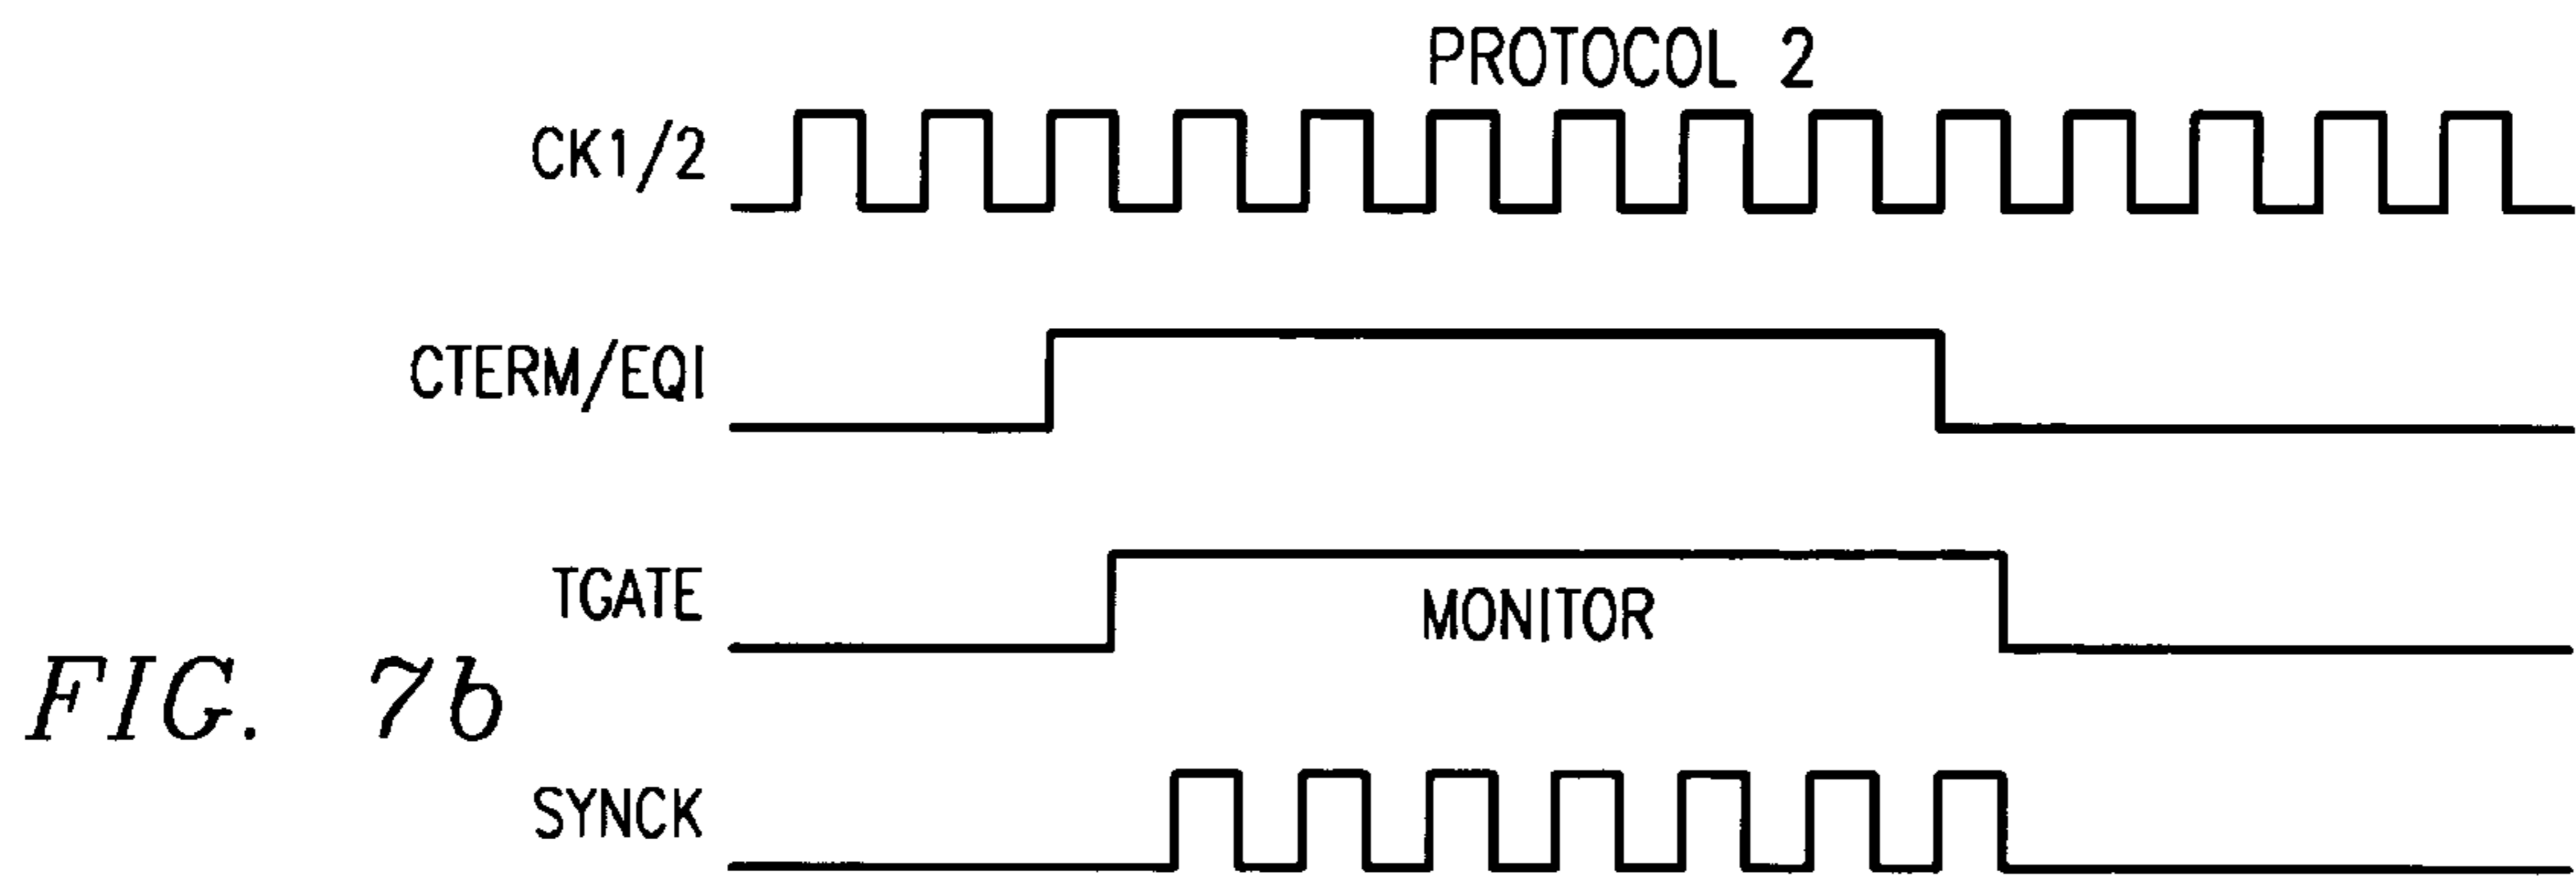 PROTOCOL 2
CK1/2
CTERM/EQI
TGATE
MONITOR
FIG. 7b
SYNCK